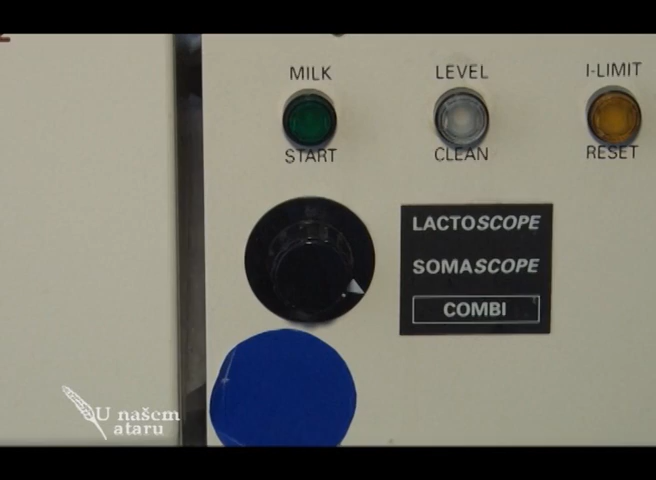 MILK LEVEL I-LIMIT
START CLEAN RESET
LACTOSCOPE
SOMASCOPE
COMBI
U našem
ataru